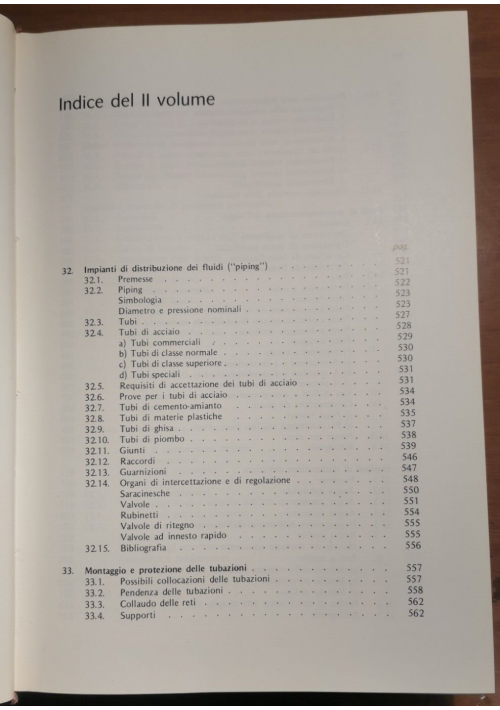 Indice del II volume
pag.
32. Impianti di distribuzione dei fluidi ("piping") . . . . . . . . . 521
32.1. Premesse . . . . . . . . . 521
32.2. Piping . . . . . . . . . 522
Simbologia . . . . . . . . . 523
Diametro e pressione nominali . . . . . . . . . 523
32.3. Tubi . . . . . . . . . 527
32.4. Tubi di acciaio . . . . . . . . . 528
a) Tubi commerciali . . . . . . . . . 529
b) Tubi di classe normale . . . . . . . . . 530
c) Tubi di classe superiore . . . . . . . . . 530
d) Tubi speciali . . . . . . . . . 531
32.5. Requisiti di accettazione dei tubi di acciaio . . . . . . . . . 531
32.6. Prove per i tubi di acciaio . . . . . . . . . 534
32.7. Tubi di cemento-amianto . . . . . . . . . 534
32.8. Tubi di materie plastiche . . . . . . . . . 535
32.9. Tubi di ghisa . . . . . . . . . 537
32.10. Tubi di piombo . . . . . . . . . 538
32.11. Giunti . . . . . . . . . 539
32.12. Raccordi . . . . . . . . . 546
32.13. Guarnizioni . . . . . . . . . 547
32.14. Organi di intercettazione e di regolazione . . . . . . . . . 548
Saracinesche . . . . . . . . . 550
Valvole . . . . . . . . . 551
Rubinetti . . . . . . . . . 554
Valvole di ritegno . . . . . . . . . 555
Valvole ad innesto rapido . . . . . . . . . 555
32.15. Bibliografia . . . . . . . . . 556
33. Montaggio e protezione delle tubazioni . . . . . . . . . 557
33.1. Possibili collocazioni delle tubazioni . . . . . . . . . 557
33.2. Pendenza delle tubazioni . . . . . . . . . 558
33.3. Collaudo delle reti . . . . . . . . . 562
33.4. Supporti . . . . . . . . . 562